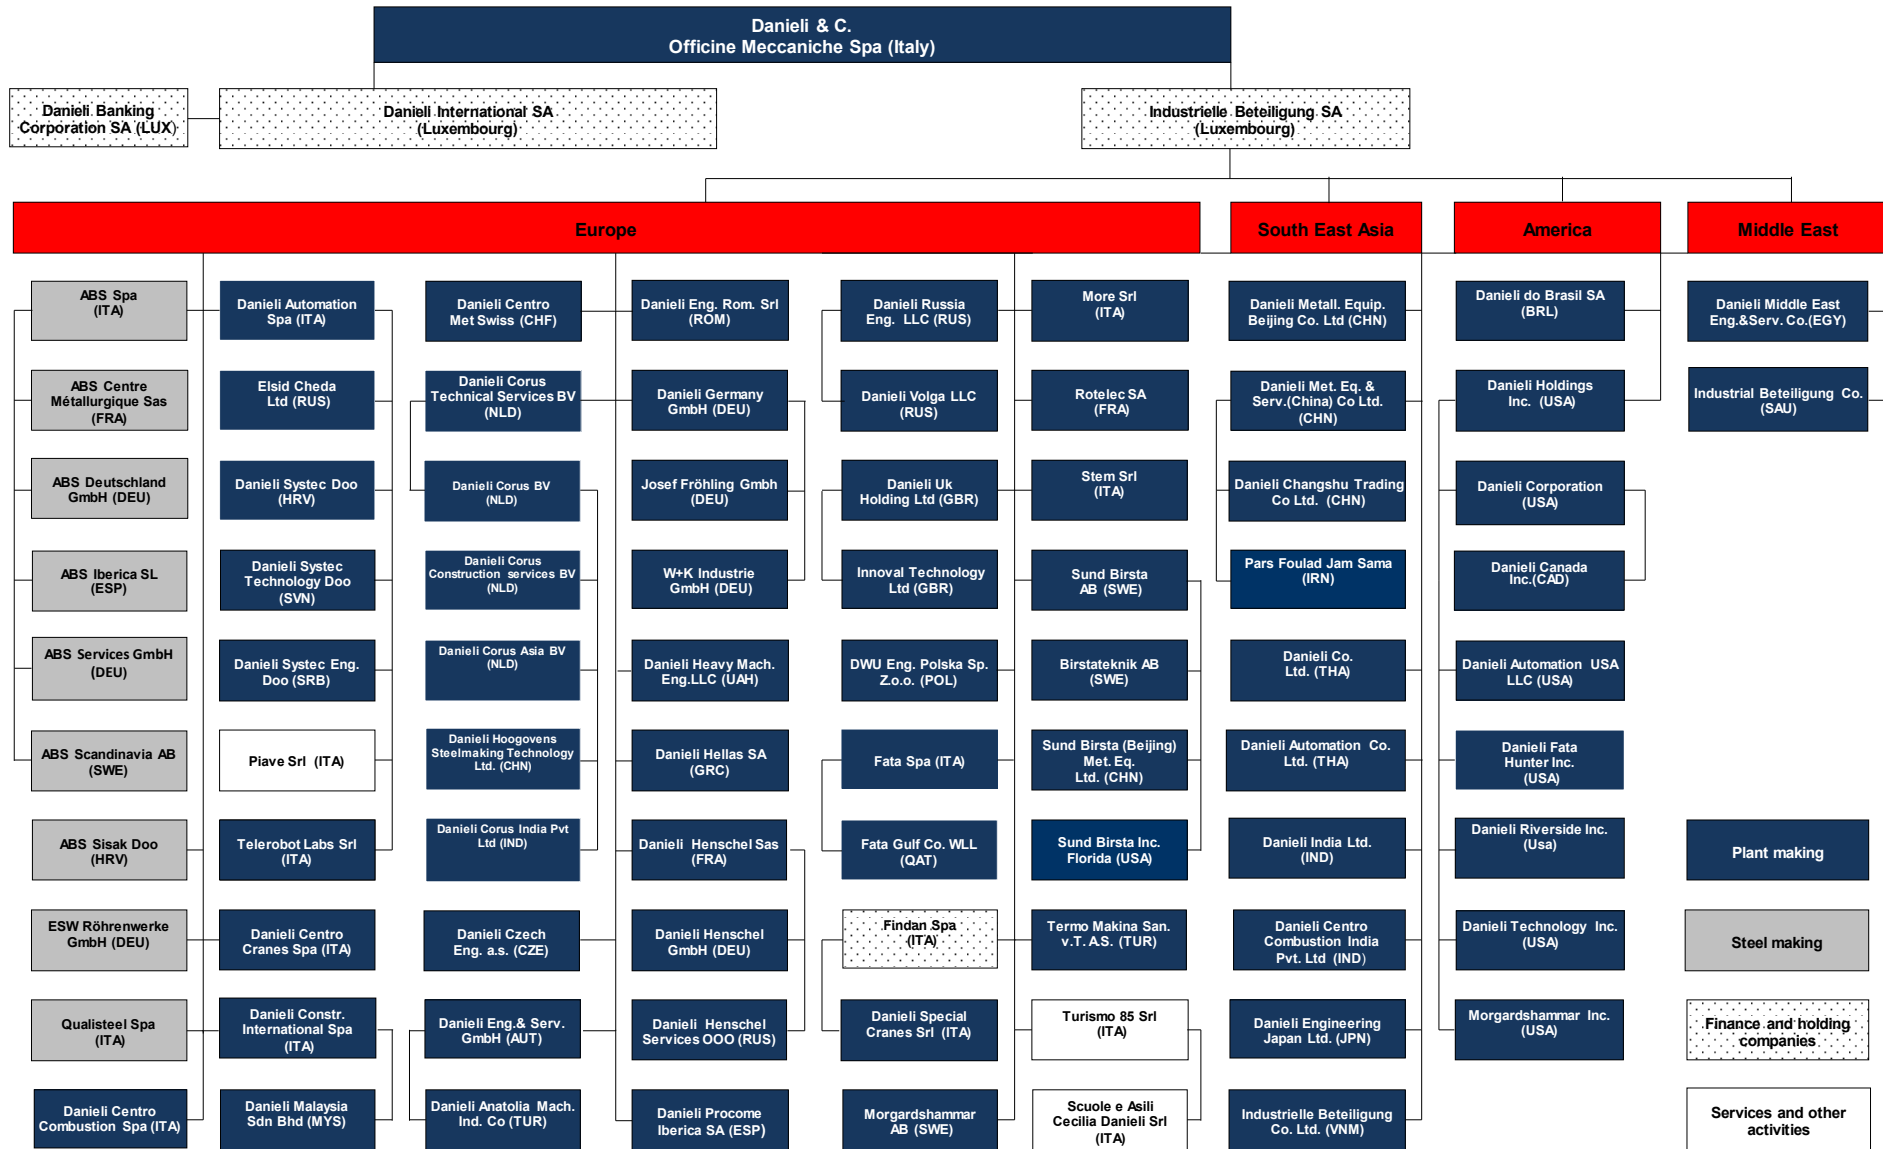 Danieli & C.
Officine Meccaniche Spa (Italy)
Danieli Banking
Corporation SA (LUX)
Danieli International SA
(Luxembourg)
Industrielle Beteiligung SA
(Luxembourg)
Europe
South East Asia
America
Middle East
ABS Spa
(ITA)
Danieli Automation
Spa (ITA)
Danieli Centro
Met Swiss (CHF)
Danieli Eng. Rom. Srl
(ROM)
Danieli Russia
Eng. LLC (RUS)
More Srl
(ITA)
Danieli Metall. Equip.
Beijing Co. Ltd (CHN)
Danieli do Brasil SA
(BRL)
Danieli Middle East
Eng.&Serv. Co.(EGY)
ABS Centre
Métallurgique Sas
(FRA)
Elsid Cheda
Ltd (RUS)
Danieli Corus
Technical Services BV
(NLD)
Danieli Germany
GmbH (DEU)
Danieli Volga LLC
(RUS)
Rotelec SA
(FRA)
Danieli Met. Eq. &
Serv.(China) Co Ltd.
(CHN)
Danieli Holdings
Inc. (USA)
Industrial Beteiligung Co.
(SAU)
ABS Deutschland
GmbH (DEU)
Danieli Systec Doo
(HRV)
Danieli Corus BV
(NLD)
Josef Fröhling Gmbh
(DEU)
Danieli Uk
Holding Ltd (GBR)
Stem Srl
(ITA)
Danieli Changshu Trading
Co Ltd. (CHN)
Danieli Corporation
(USA)
ABS Iberica SL
(ESP)
Danieli Systec
Technology Doo
(SVN)
Danieli Corus
Construction services BV
(NLD)
W+K Industrie
GmbH (DEU)
Innoval Technology
Ltd (GBR)
Sund Birsta
AB (SWE)
Pars Foulad Jam Sama
(IRN)
Danieli Canada
Inc.(CAD)
ABS Services GmbH
(DEU)
Danieli Systec Eng.
Doo (SRB)
Danieli Corus Asia BV
(NLD)
Danieli Heavy Mach.
Eng.LLC (UAH)
DWU Eng. Polska Sp.
Z.o.o. (POL)
Birstateknik AB
(SWE)
Danieli Co.
Ltd. (THA)
Danieli Automation USA
LLC (USA)
ABS Scandinavia AB
(SWE)
Piave Srl (ITA)
Danieli Hoogovens
Steelmaking Technology
Ltd. (CHN)
Danieli Hellas SA
(GRC)
Fata Spa (ITA)
Sund Birsta (Beijing)
Met. Eq.
Ltd. (CHN)
Danieli Automation Co.
Ltd. (THA)
Danieli Fata
Hunter Inc.
(USA)
ABS Sisak Doo
(HRV)
Telerobot Labs Srl
(ITA)
Danieli Corus India Pvt
Ltd (IND)
Danieli Henschel Sas
(FRA)
Fata Gulf Co. WLL
(QAT)
Sund Birsta Inc.
Florida (USA)
Danieli India Ltd.
(IND)
Danieli Riverside Inc.
(Usa)
Plant making
ESW Röhrenwerke
GmbH (DEU)
Danieli Centro
Cranes Spa (ITA)
Danieli Czech
Eng. a.s. (CZE)
Danieli Henschel
GmbH (DEU)
Findan Spa
(ITA)
Termo Makina San.
v.T. A.S. (TUR)
Danieli Centro
Combustion India
Pvt. Ltd (IND)
Danieli Technology Inc.
(USA)
Steel making
Qualisteel Spa
(ITA)
Danieli Constr.
International Spa
(ITA)
Danieli Eng.& Serv.
GmbH (AUT)
Danieli Henschel
Services OOO (RUS)
Danieli Special
Cranes Srl (ITA)
Turismo 85 Srl
(ITA)
Danieli Engineering
Japan Ltd. (JPN)
Morgardshammar Inc.
(USA)
Finance and holding
companies
Danieli Centro
Combustion Spa (ITA)
Danieli Malaysia
Sdn Bhd (MYS)
Danieli Anatolia Mach.
Ind. Co (TUR)
Danieli Procome
Iberica SA (ESP)
Morgardshammar
AB (SWE)
Scuole e Asili
Cecilia Danieli Srl
(ITA)
Industrielle Beteiligung
Co. Ltd. (VNM)
Services and other
activities